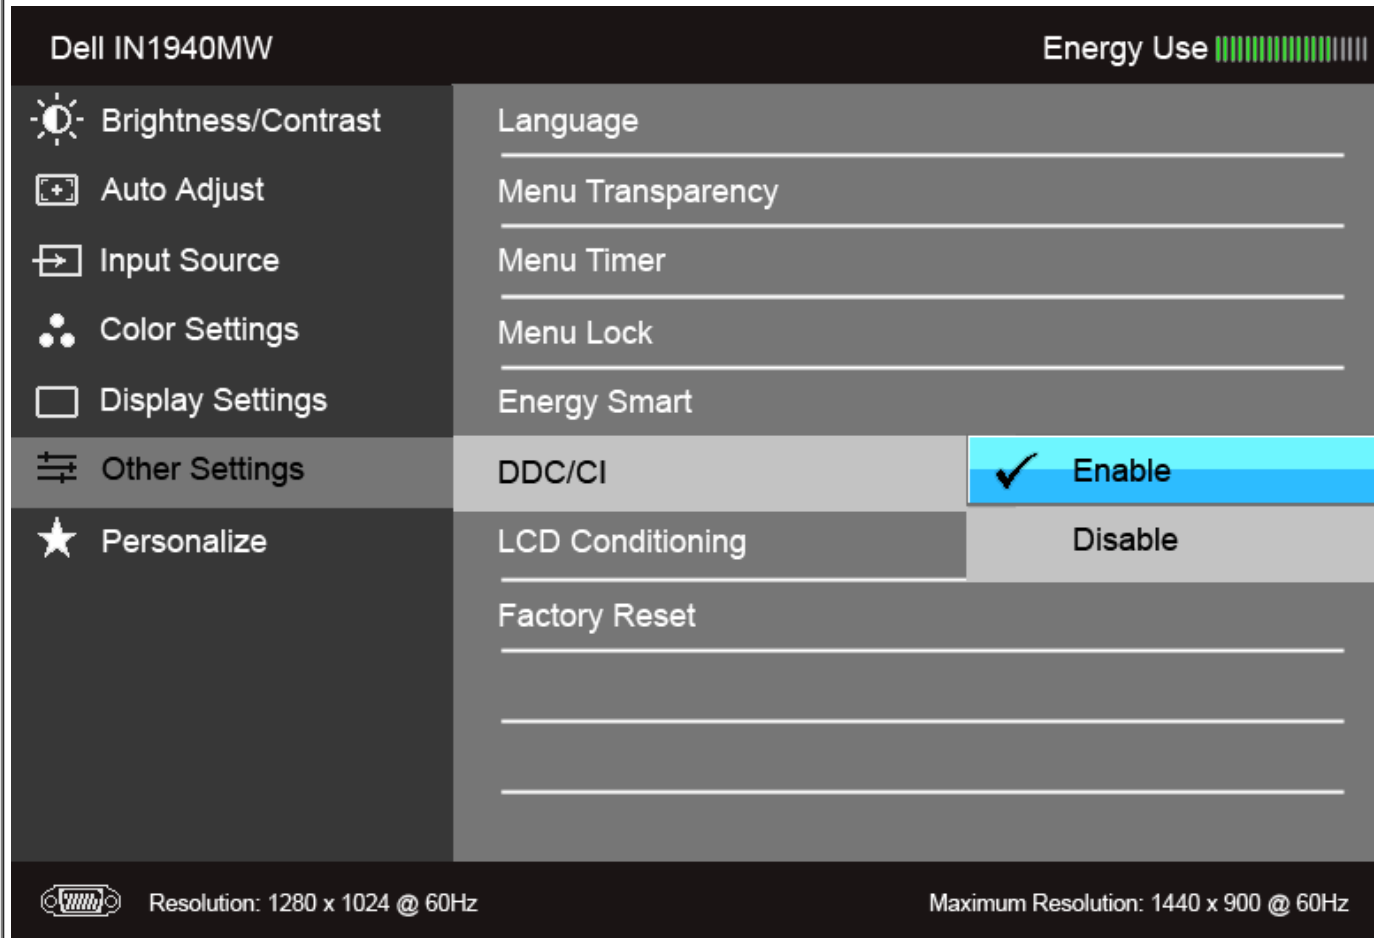 Dell IN1940MW
Energy Use
Brightness/Contrast
Auto Adjust
Input Source
Color Settings
Display Settings
Other Settings
Personalize
Language
Menu Transparency
Menu Timer
Menu Lock
Energy Smart
DDC/CI
Enable
Disable
LCD Conditioning
Factory Reset
Resolution: 1280 x 1024 @ 60Hz
Maximum Resolution: 1440 x 900 @ 60Hz